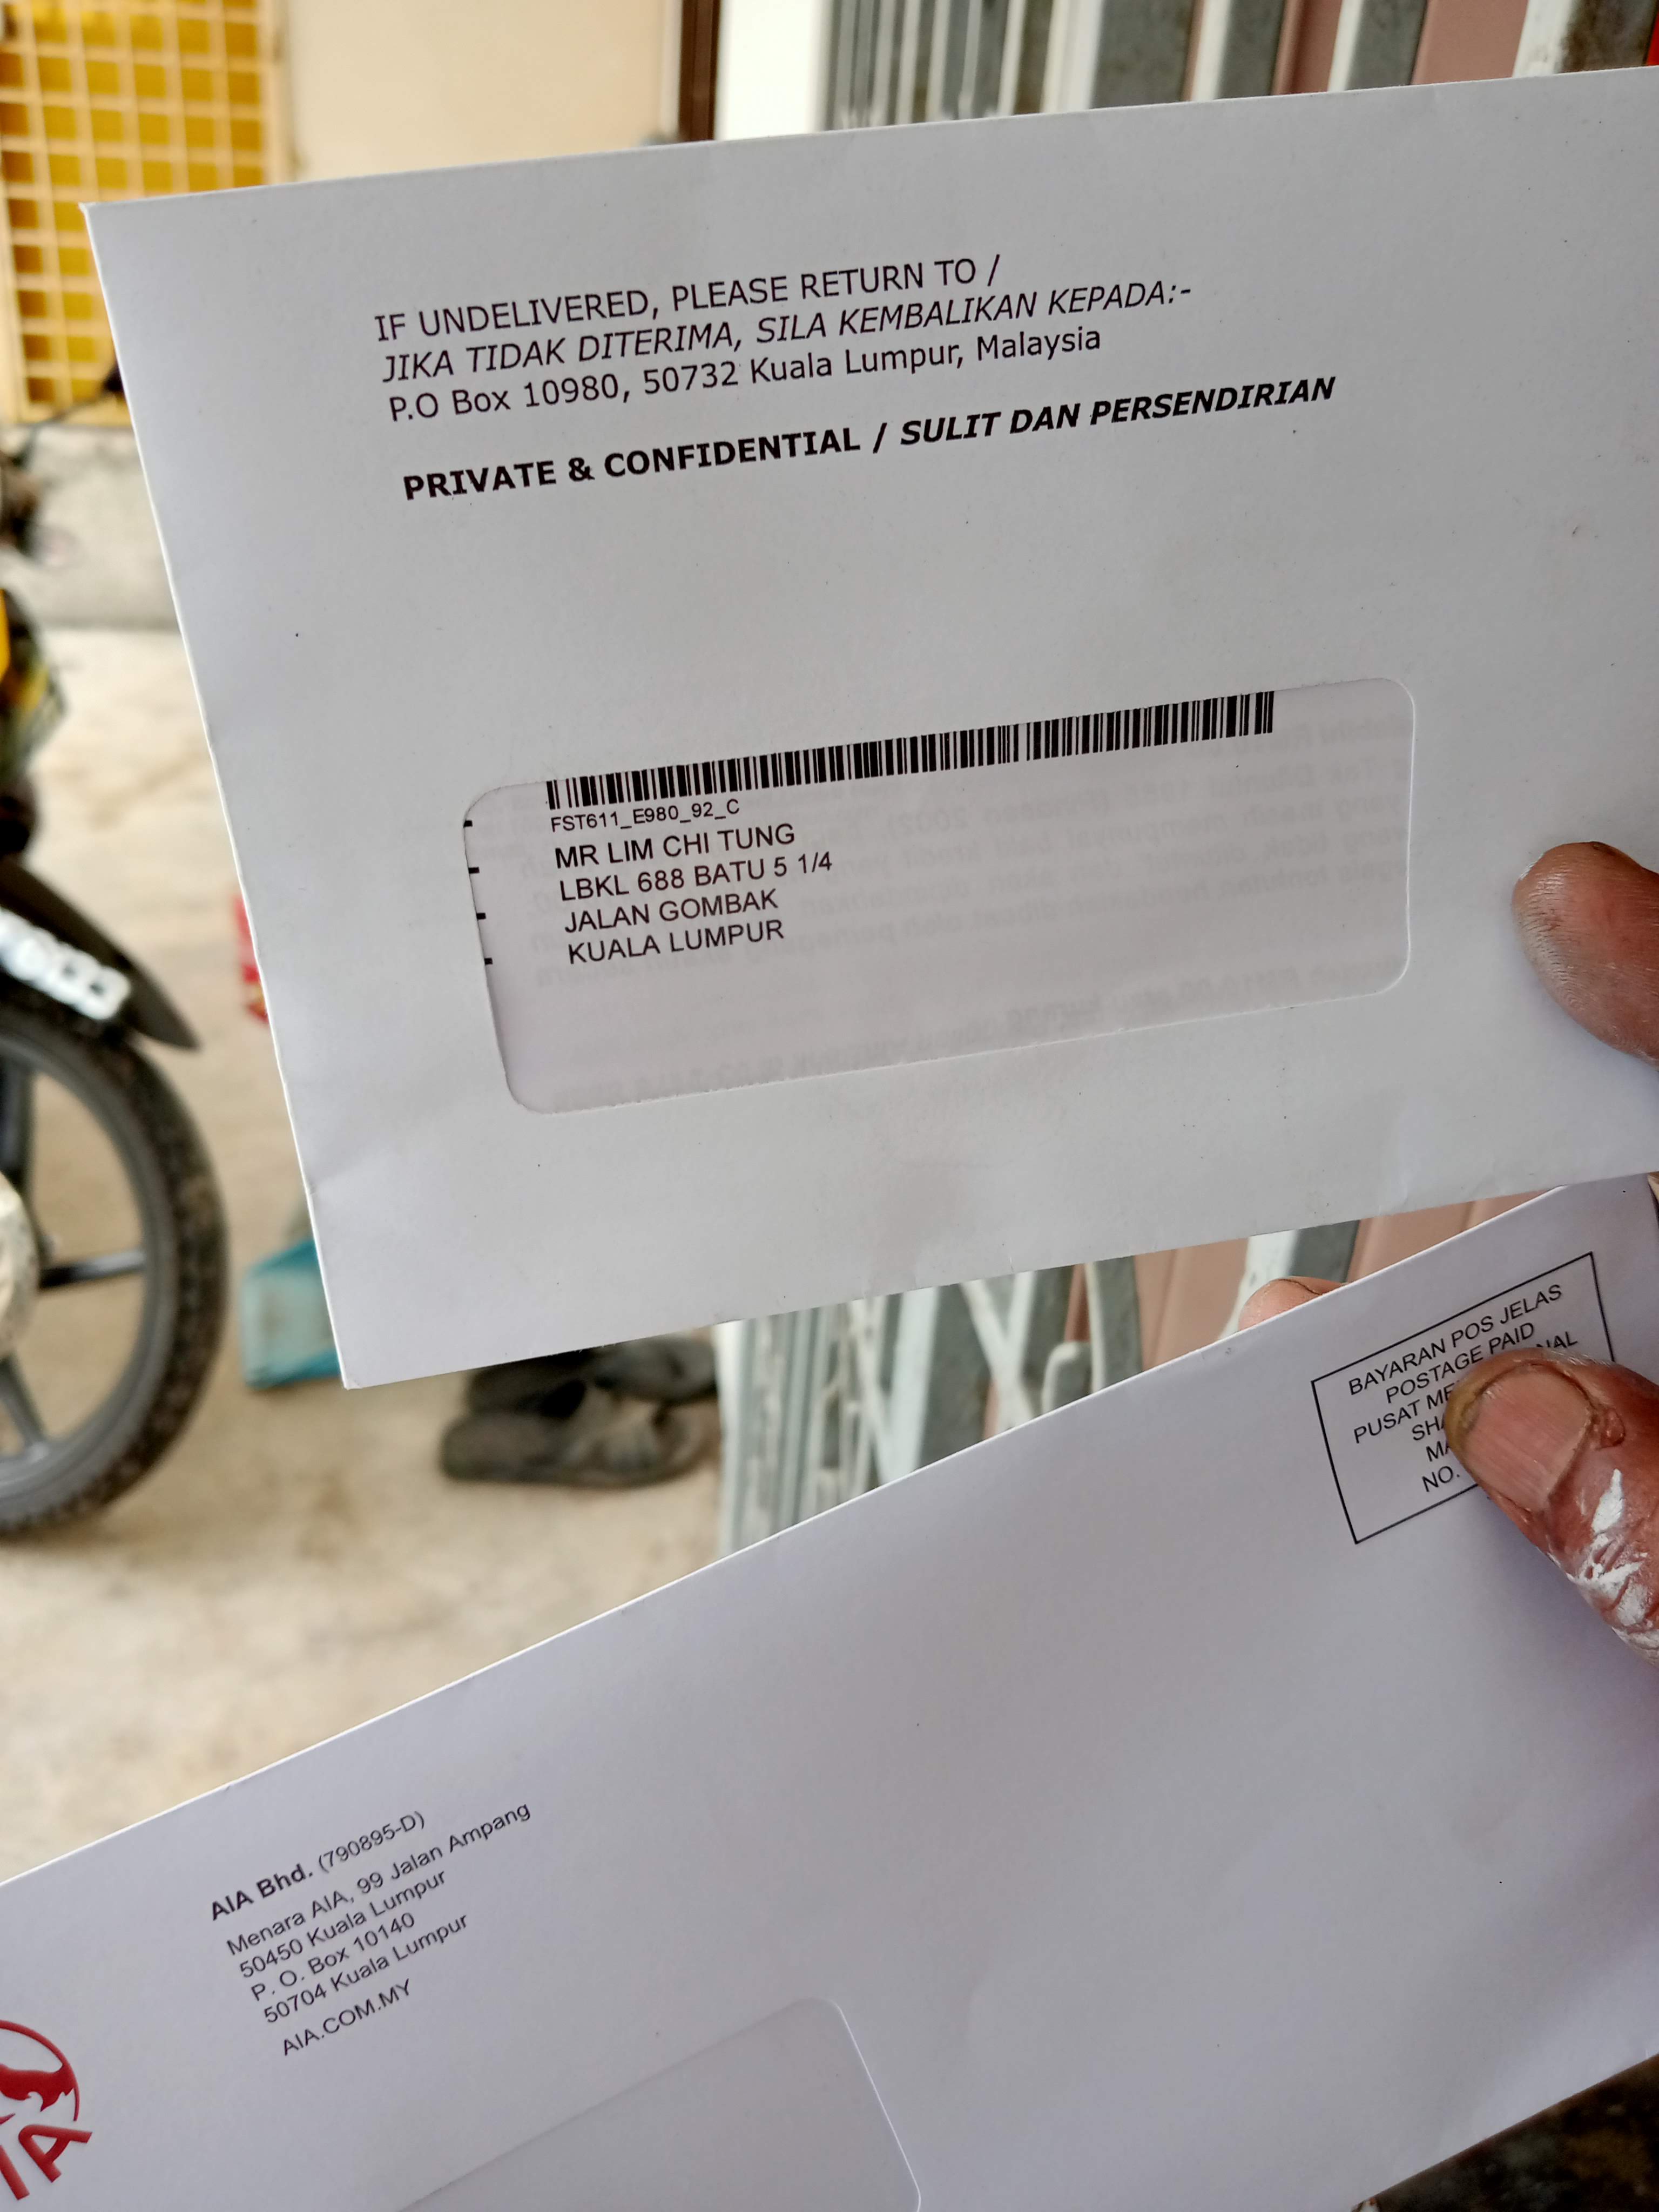 IF UNDELIVERED, PLEASE RETURN TO /
JIKA TIDAK DITERIMA, SILA KEMBALIKAN KEPADA:-
P.O Box 10980, 50732 Kuala Lumpur, Malaysia
PRIVATE & CONFIDENTIAL / SULIT DAN PERSENDIRIAN
FST611_E980_92_C
MR LIM CHI TUNG
LBKL 688 BATU 5 1/4
JALAN GOMBAK
KUALA LUMPUR
BAYARAN POS JELAS
POSTAGE PAID
PUSAT
NO.
AIA Bhd. (790895-D)
Menara AIA, 99 Jalan Ampang
50450 Kuala Lumpur
P. O. Box 10140
50704 Kuala Lumpur
AIA.COM.MY